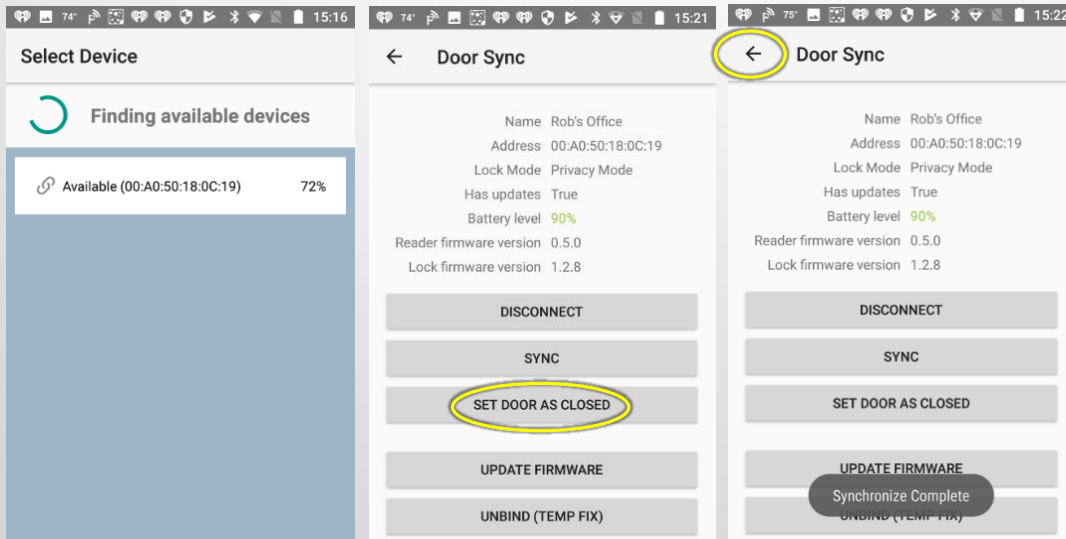 74° 15:16
Select Device
Finding available devices
Available (00:A0:50:18:0C:19) 72%
74° 15:21
Door Sync
Name Rob's Office
Address 00:A0:50:18:0C:19
Lock Mode Privacy Mode
Has updates True
Battery level 90%
Reader firmware version 0.5.0
Lock firmware version 1.2.8
DISCONNECT
SYNC
SET DOOR AS CLOSED
UPDATE FIRMWARE
UNBIND (TEMP FIX)
75° 15:22
Door Sync
Name Rob's Office
Address 00:A0:50:18:0C:19
Lock Mode Privacy Mode
Has updates True
Battery level 90%
Reader firmware version 0.5.0
Lock firmware version 1.2.8
DISCONNECT
SYNC
SET DOOR AS CLOSED
UPDATE FIRMWARE
Synchronize Complete
UNBIND (TEMP FIX)